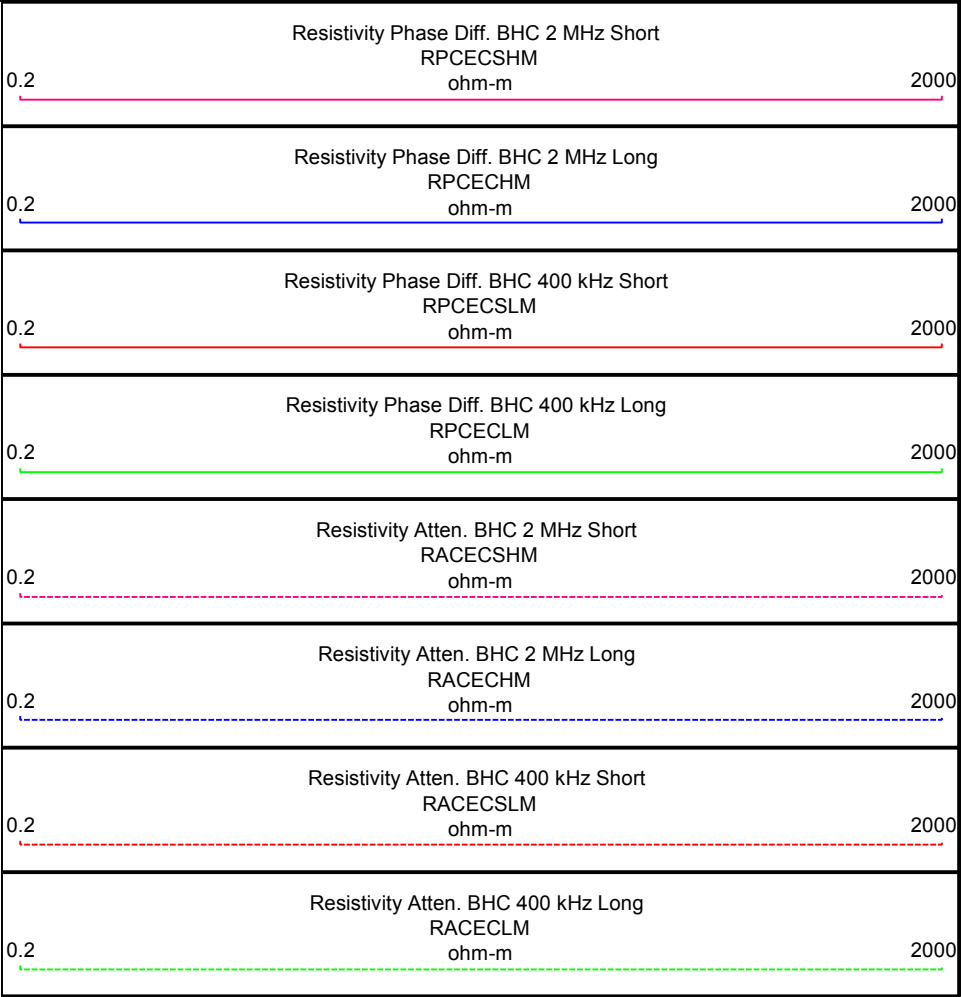 Resistivity Phase Diff. BHC 2 MHz Short
RPCECSHM
0.2 ohm-m 2000
Resistivity Phase Diff. BHC 2 MHz Long
RPCECHM
0.2 ohm-m 2000
Resistivity Phase Diff. BHC 400 kHz Short
RPCECSLM
0.2 ohm-m 2000
Resistivity Phase Diff. BHC 400 kHz Long
RPCECLM
0.2 ohm-m 2000
Resistivity Atten. BHC 2 MHz Short
RACECSHM
0.2 ohm-m 2000
Resistivity Atten. BHC 2 MHz Long
RACECHM
0.2 ohm-m 2000
Resistivity Atten. BHC 400 kHz Short
RACECSLM
0.2 ohm-m 2000
Resistivity Atten. BHC 400 kHz Long
RACECLM
0.2 ohm-m 2000